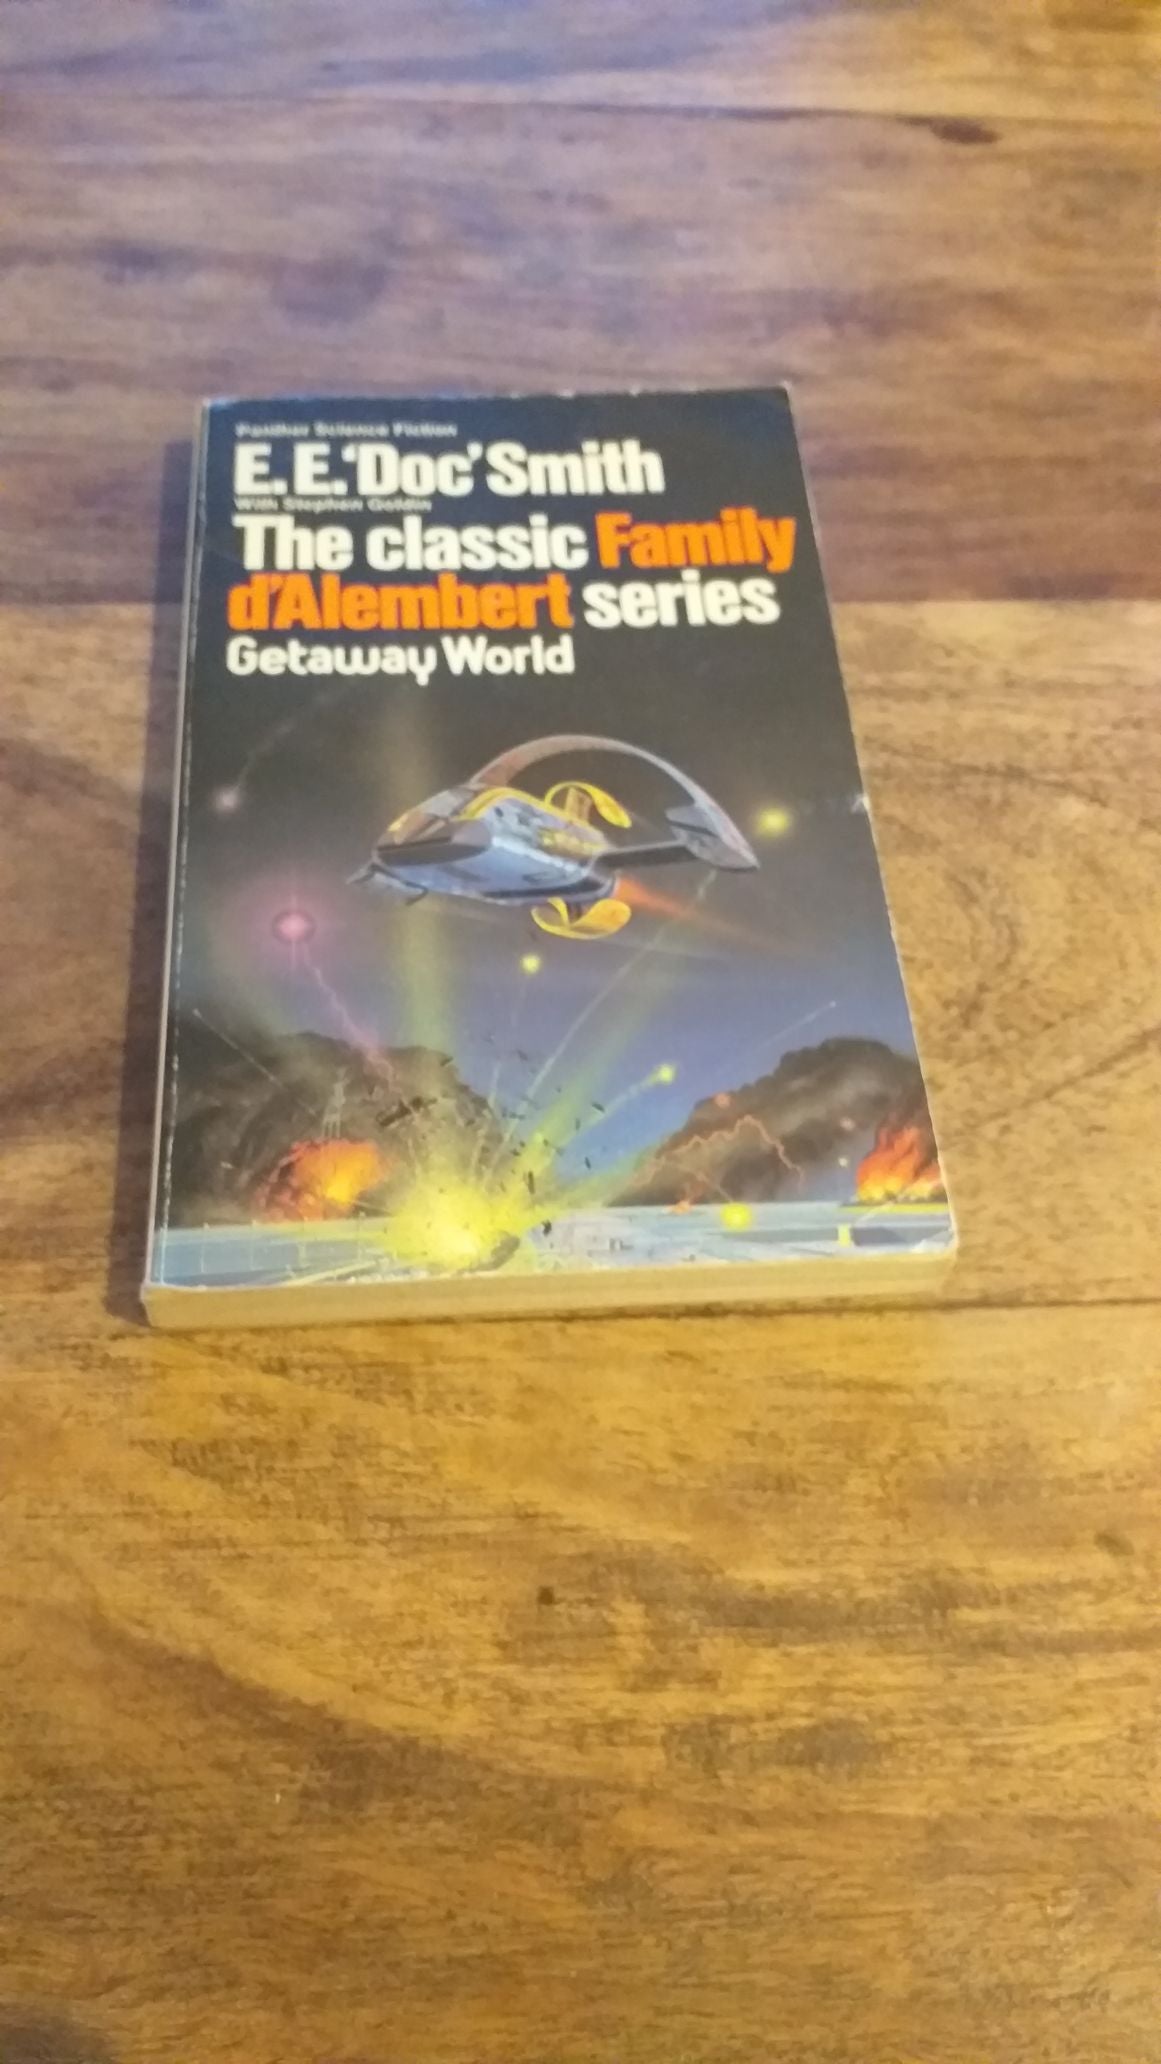 Panther Science Fiction
E.E.'Doc' Smith
With Stephen Goldin
The classic Family
d'Alembert series
Getaway World